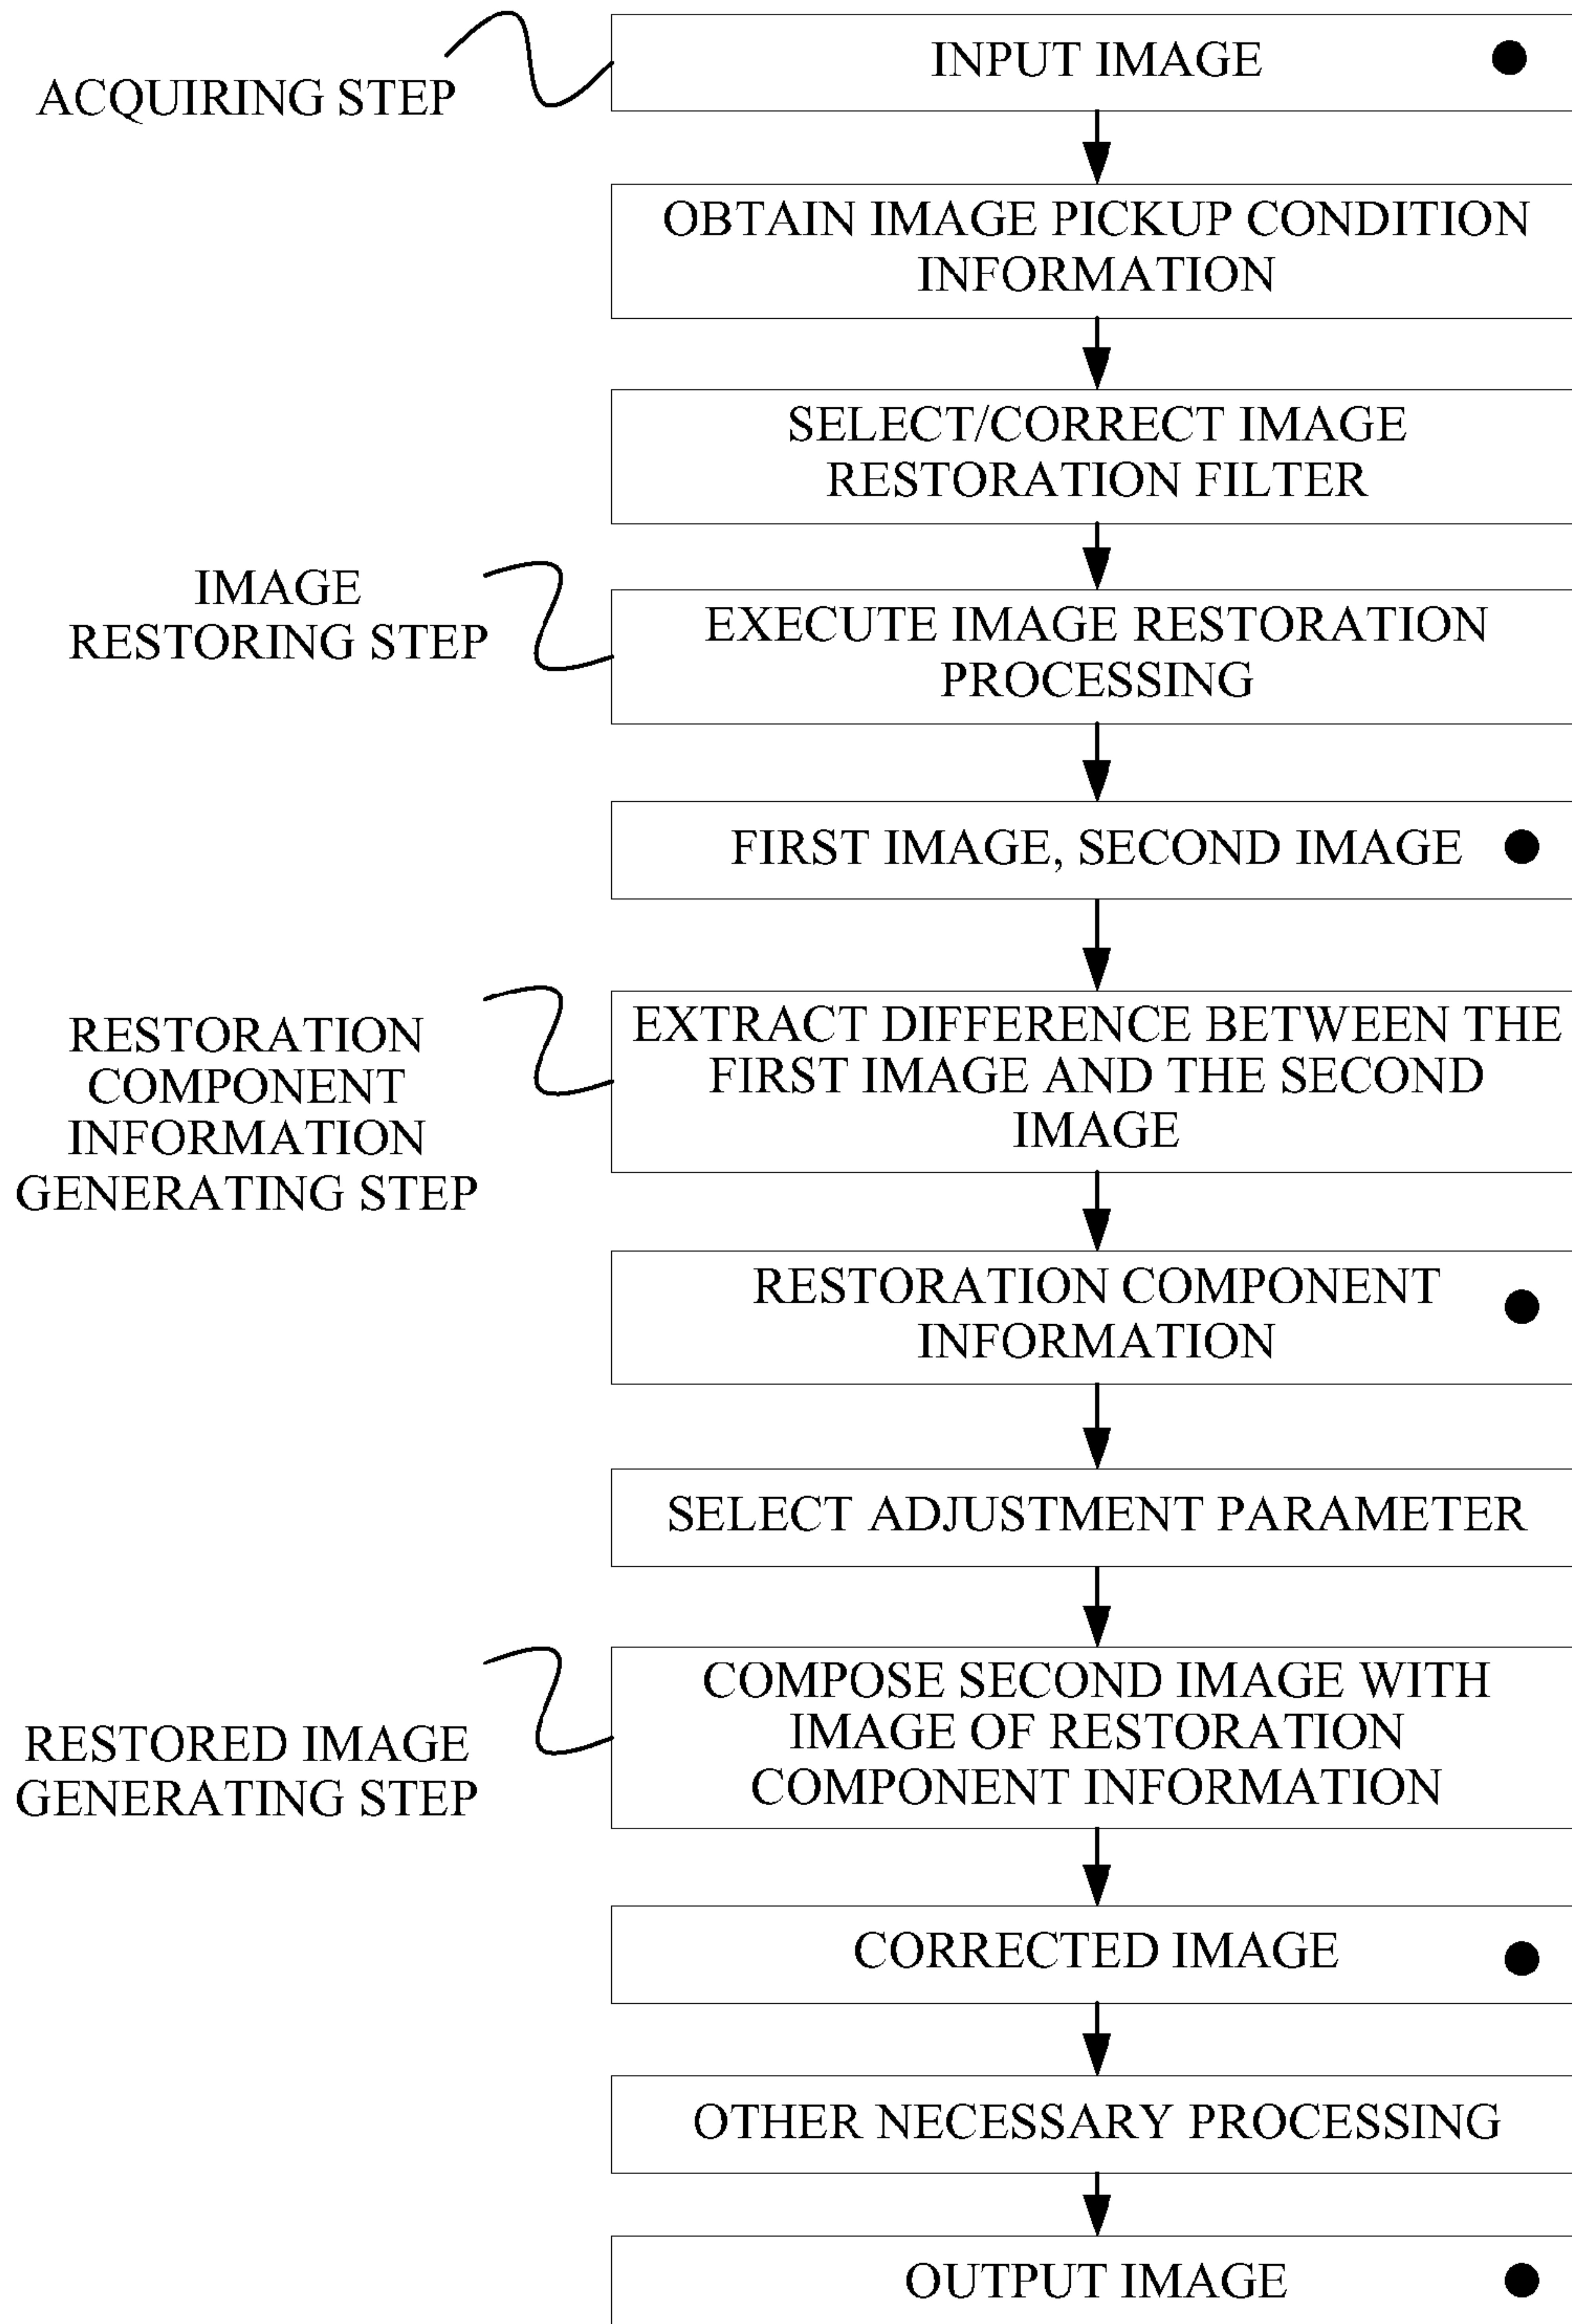 ACQUIRING STEP
INPUT IMAGE
OBTAIN IMAGE PICKUP CONDITION
INFORMATION
SELECT/CORRECT IMAGE
RESTORATION FILTER
IMAGE
RESTORING STEP
EXECUTE IMAGE RESTORATION
PROCESSING
FIRST IMAGE, SECOND IMAGE
RESTORATION
COMPONENT
INFORMATION
GENERATING STEP
EXTRACT DIFFERENCE BETWEEN THE
FIRST IMAGE AND THE SECOND
IMAGE
RESTORATION COMPONENT
INFORMATION
SELECT ADJUSTMENT PARAMETER
RESTORED IMAGE
GENERATING STEP
COMPOSE SECOND IMAGE WITH
IMAGE OF RESTORATION
COMPONENT INFORMATION
CORRECTED IMAGE
OTHER NECESSARY PROCESSING
OUTPUT IMAGE